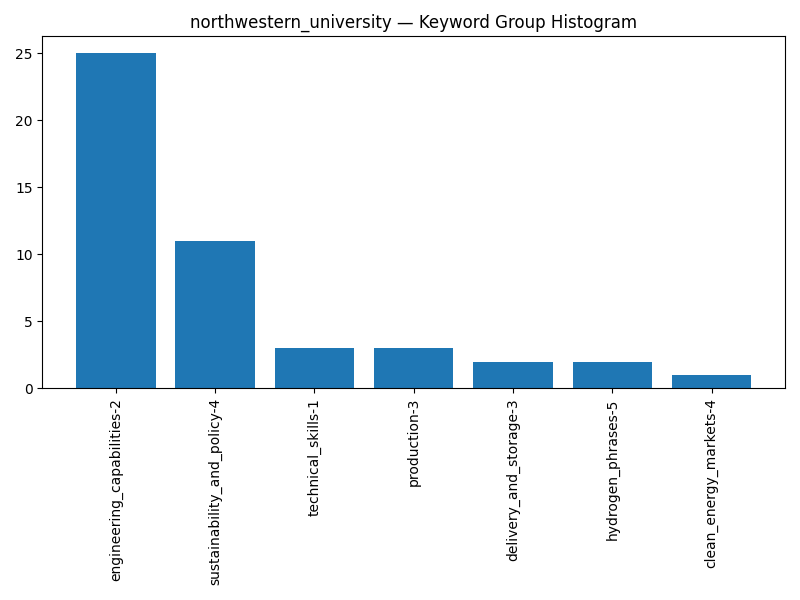 northwestern_university — Keyword Group Histogram
25
20
15
10
5
0
engineering_capabilities-2
sustainability_and_policy-4
technical_skills-1
production-3
delivery_and_storage-3
hydrogen_phrases-5
clean_energy_markets-4